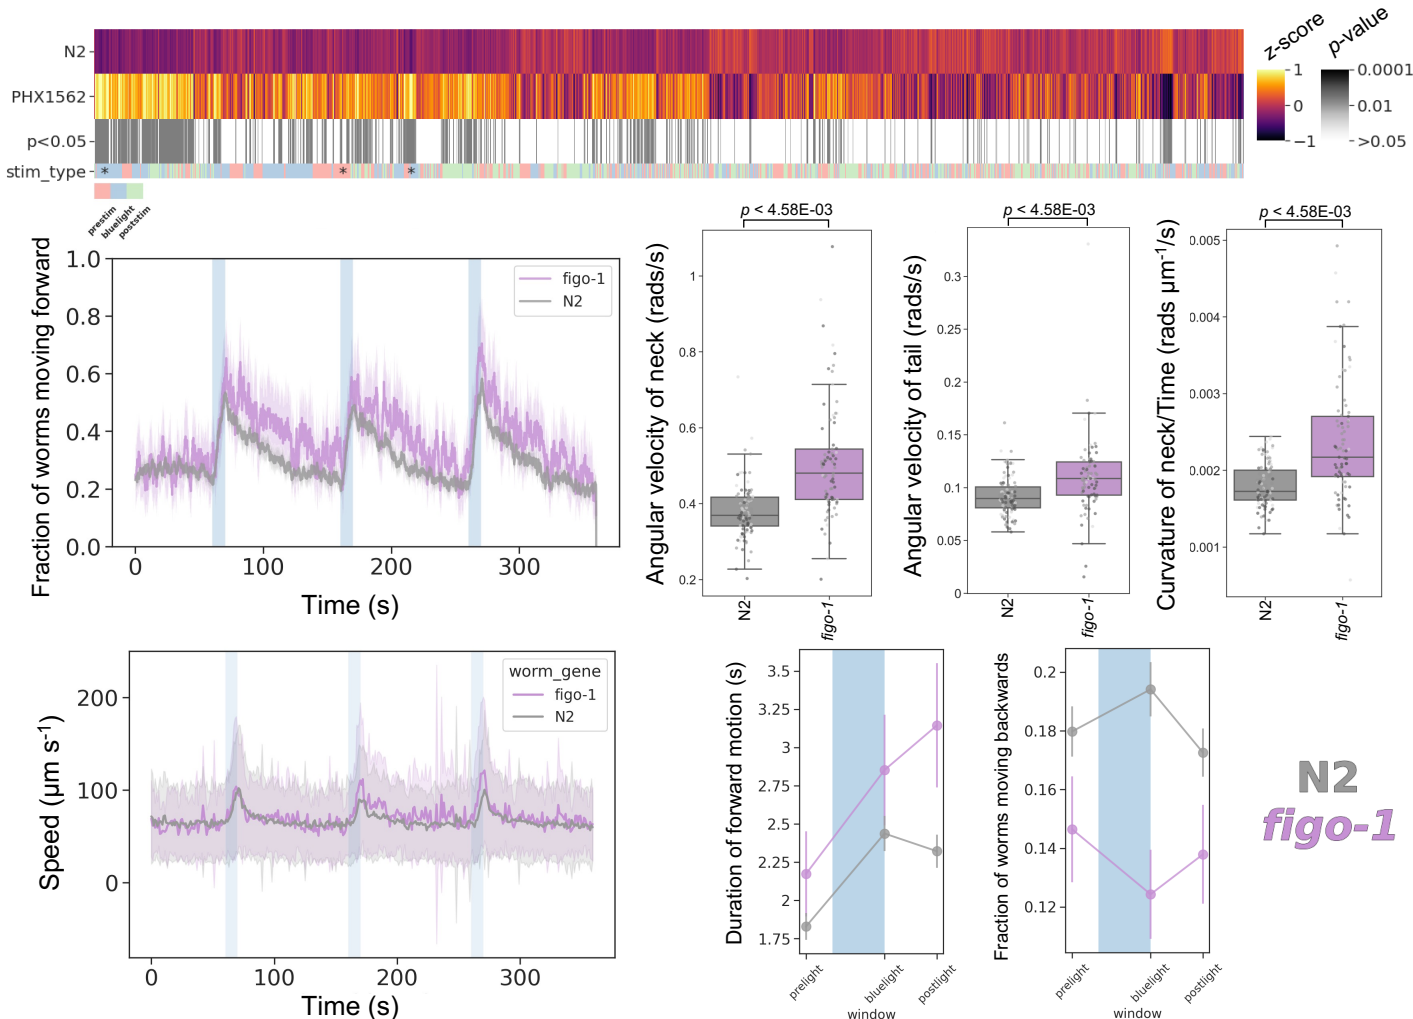 N2
PHX1562
p<0.05
stim_type
* * *
prestim
bluelight
poststim
z-score
1
0
−1
p-value
0.0001
0.01
>0.05
Fraction of worms moving forward
1.0
0.8
0.6
0.4
0.2
0.0
figo-1
N2
0 100 200 300
Time (s)
p < 4.58E-03
Angular velocity of neck (rads/s)
1
0.8
0.6
0.4
0.2
N2
figo-1
p < 4.58E-03
Angular velocity of tail (rads/s)
0.3
0.25
0.2
0.15
0.1
0.05
0
N2
figo-1
p < 4.58E-03
Curvature of neck/Time (rads µm⁻¹/s)
0.005
0.004
0.003
0.002
0.001
N2
figo-1
Speed (µm s⁻¹)
200
100
0
worm_gene
figo-1
N2
0 100 200 300
Time (s)
Duration of forward motion (s)
3.5
3.25
3
2.75
2.5
2.25
2
1.75
prelight
bluelight
postlight
window
Fraction of worms moving backwards
0.2
0.18
0.16
0.14
0.12
prelight
bluelight
postlight
window
N2
figo-1